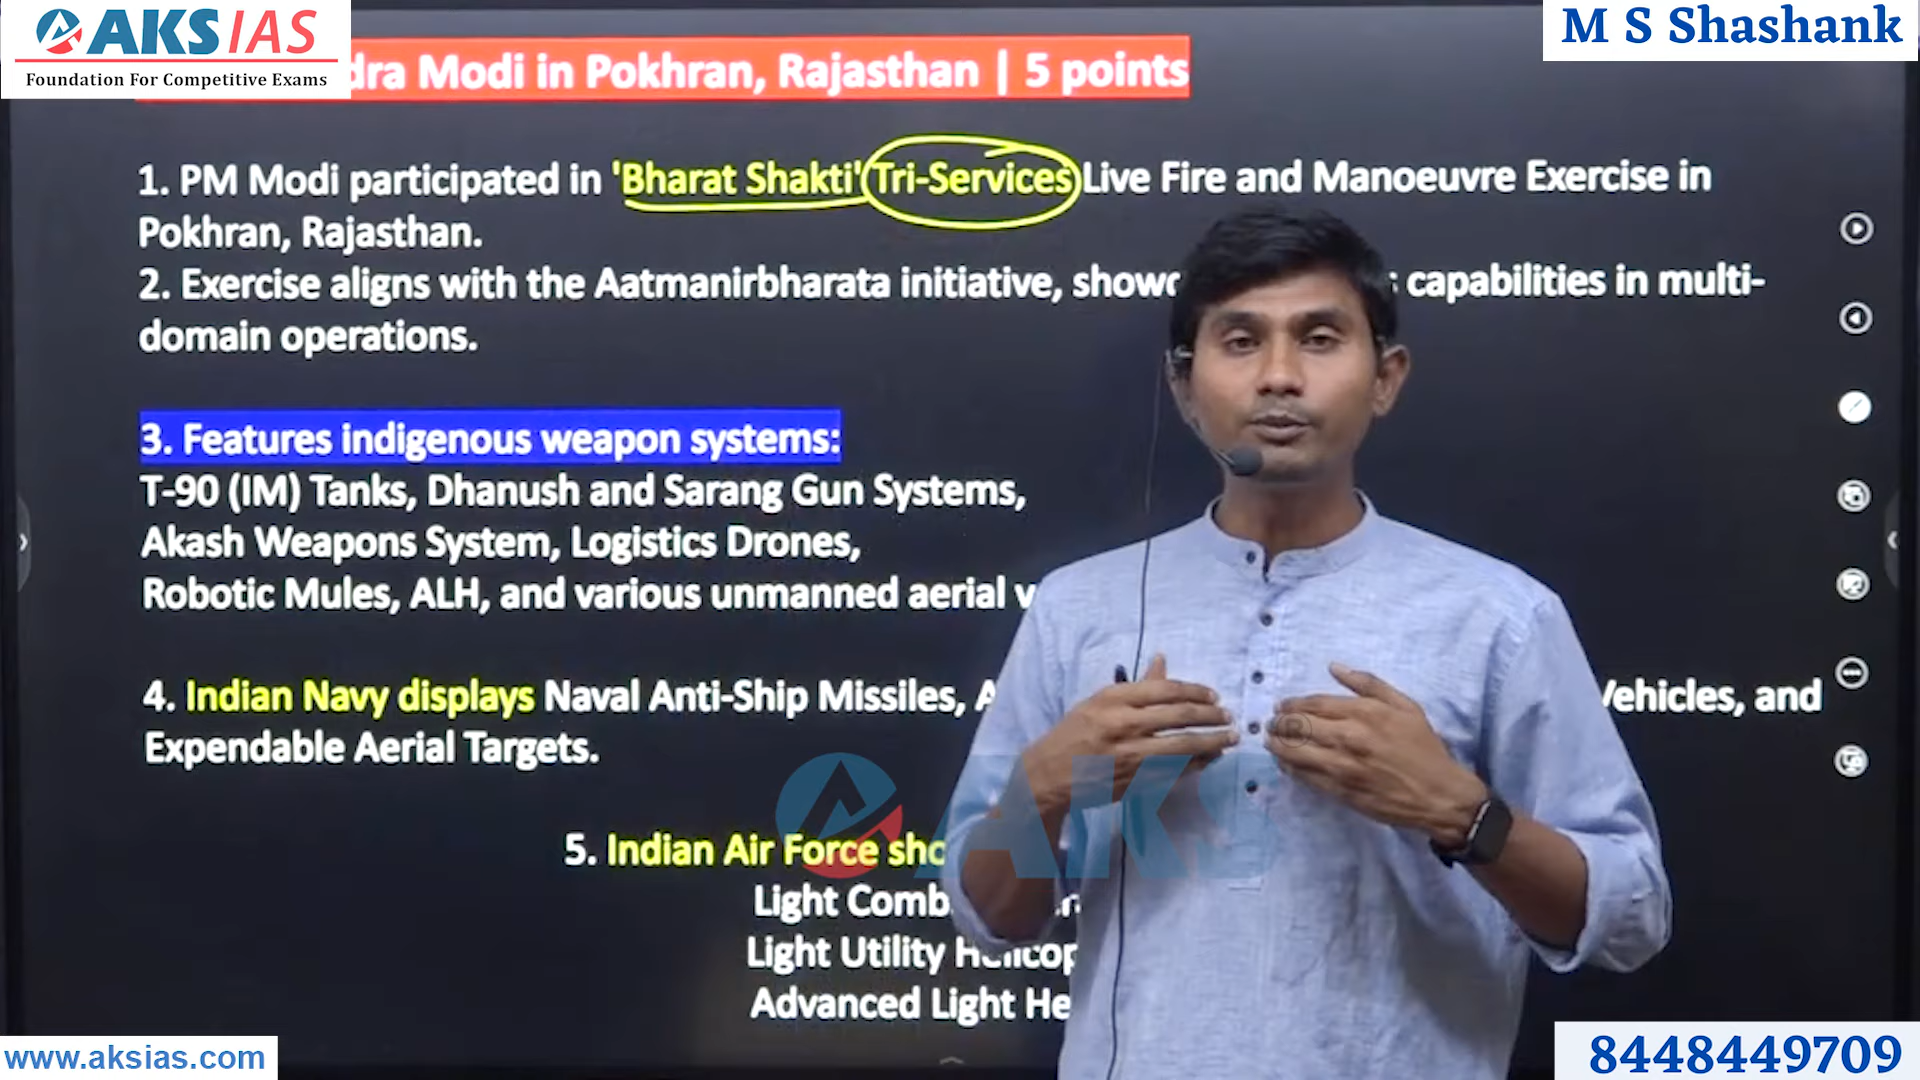 AKS IAS
Foundation For Competitive Exams
M S Shashank
dra Modi in Pokhran, Rajasthan | 5 points
1. PM Modi participated in 'Bharat Shakti' Tri-Services Live Fire and Manoeuvre Exercise in
Pokhran, Rajasthan.
2. Exercise aligns with the Aatmanirbharata initiative, capabilities in multi-
domain operations.
3. Features indigenous weapon systems:
T-90 (IM) Tanks, Dhanush and Sarang Gun Systems,
Akash Weapons System, Logistics Drones,
Robotic Mules, ALH, and various unmanned aerial
4. Indian Navy displays Naval Anti-Ship Missiles, Vehicles, and
Expendable Aerial Targets.
AKS
5. Indian Air Force
Light
Light Utility
Advanced Light
www.aksias.com
8448449709